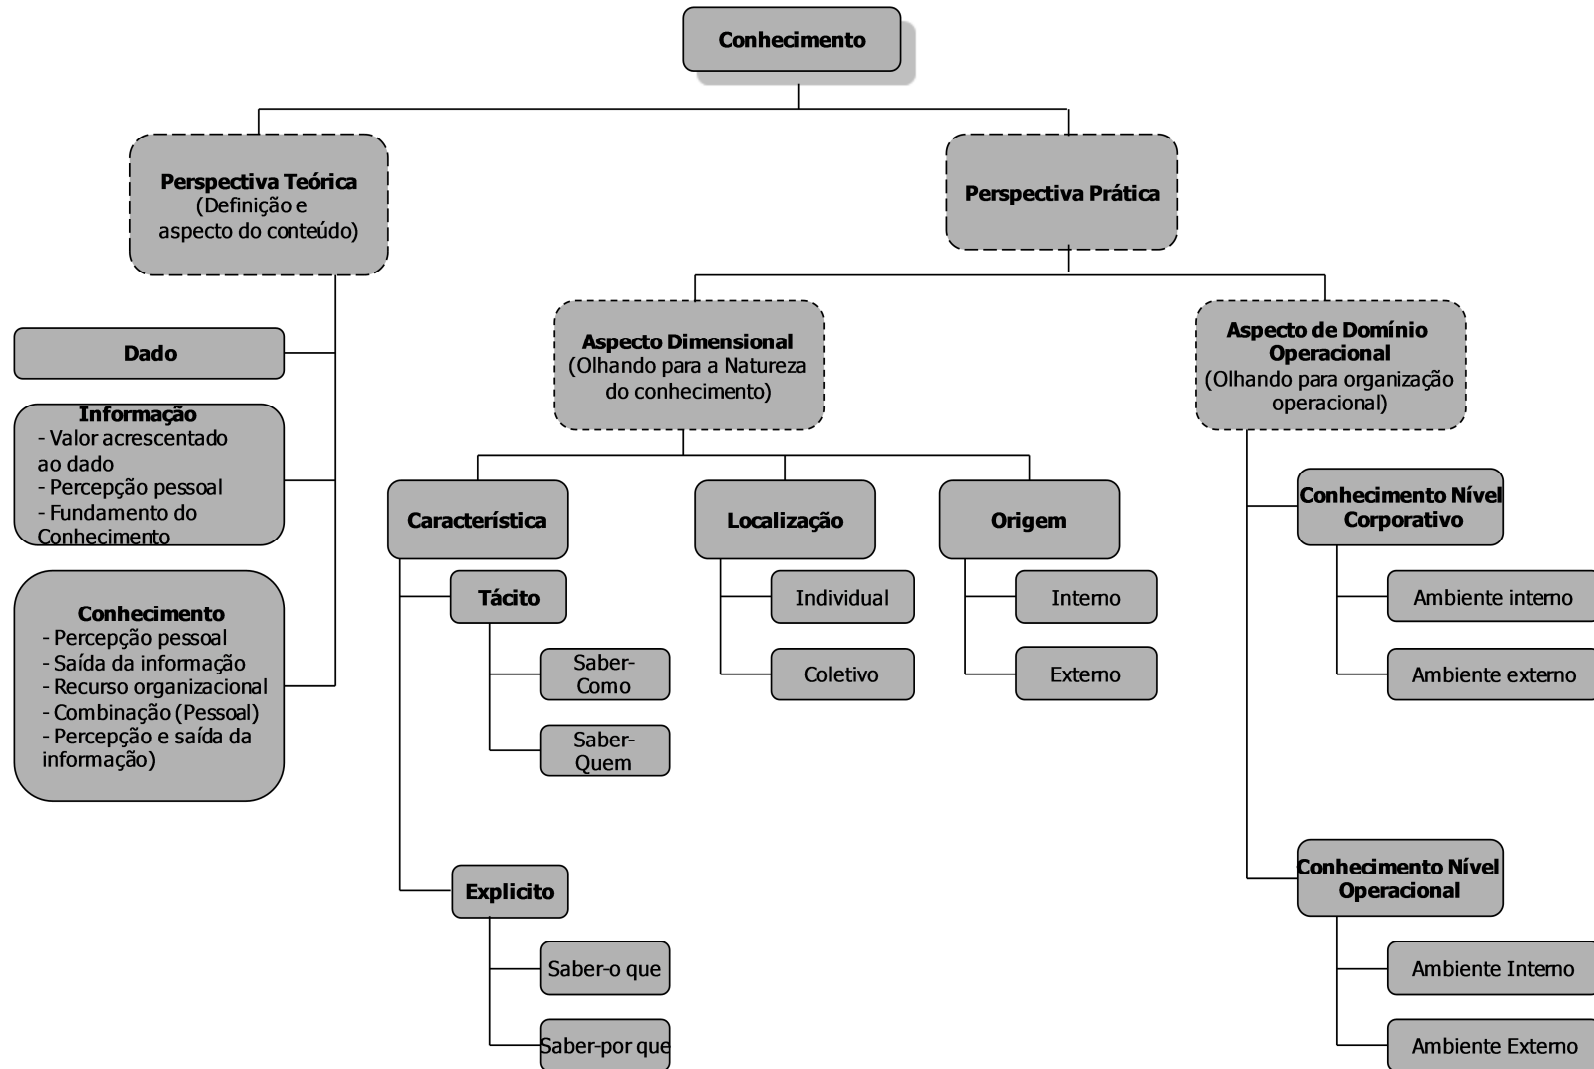 Conhecimento
Perspectiva Teórica
(Definição e
aspecto do conteúdo)
Perspectiva Prática
Dado
Informação
- Valor acrescentado
ao dado
- Percepção pessoal
- Fundamento do
Conhecimento
Conhecimento
- Percepção pessoal
- Saída da informação
- Recurso organizacional
- Combinação (Pessoal)
- Percepção e saída da
informação)
Aspecto Dimensional
(Olhando para a Natureza
do conhecimento)
Característica
Tácito
Saber-
Como
Saber-
Quem
Explicito
Saber-o que
Saber-por que
Localização
Individual
Coletivo
Origem
Interno
Externo
Aspecto de Domínio
Operacional
(Olhando para organização
operacional)
Conhecimento Nível
Corporativo
Ambiente interno
Ambiente externo
Conhecimento Nível
Operacional
Ambiente Interno
Ambiente Externo